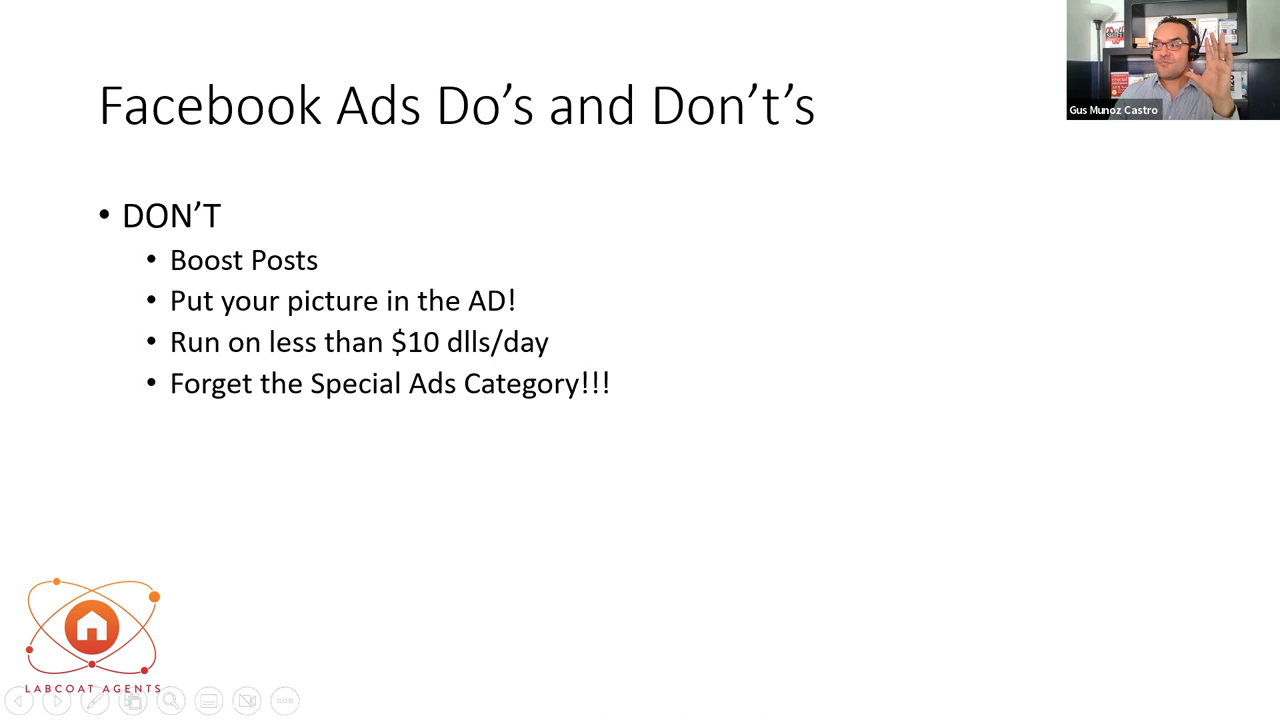 Facebook Ads Do’s and Don’t’s
Gus Munoz Castro
• DON’T
• Boost Posts
• Put your picture in the AD!
• Run on less than $10 dlls/day
• Forget the Special Ads Category!!!
LABCOAT AGENTS